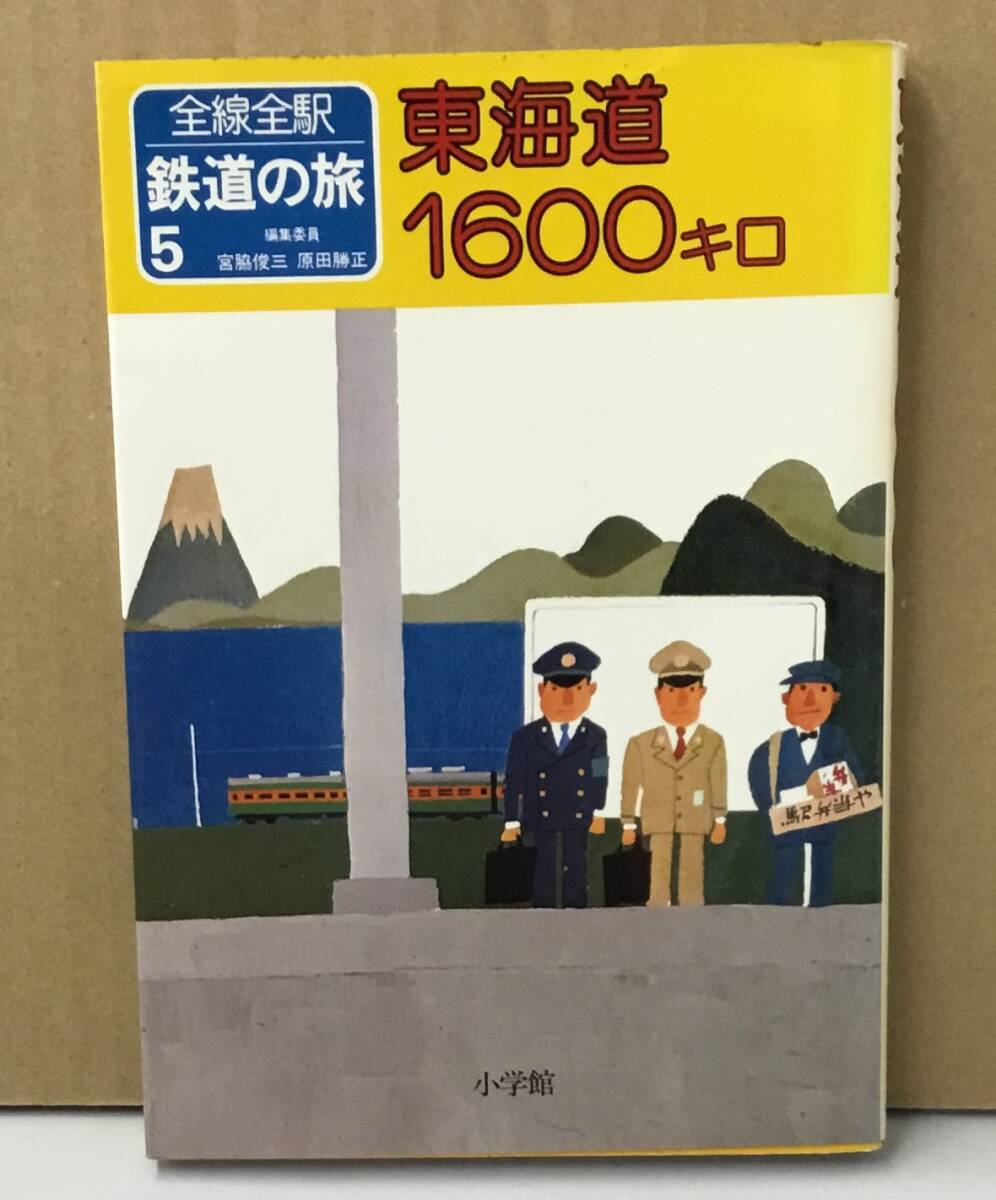 全線全駅
鉄道の旅
5
編集委員
宮脇俊三 原田勝正
東海道
1600キロ
小学館